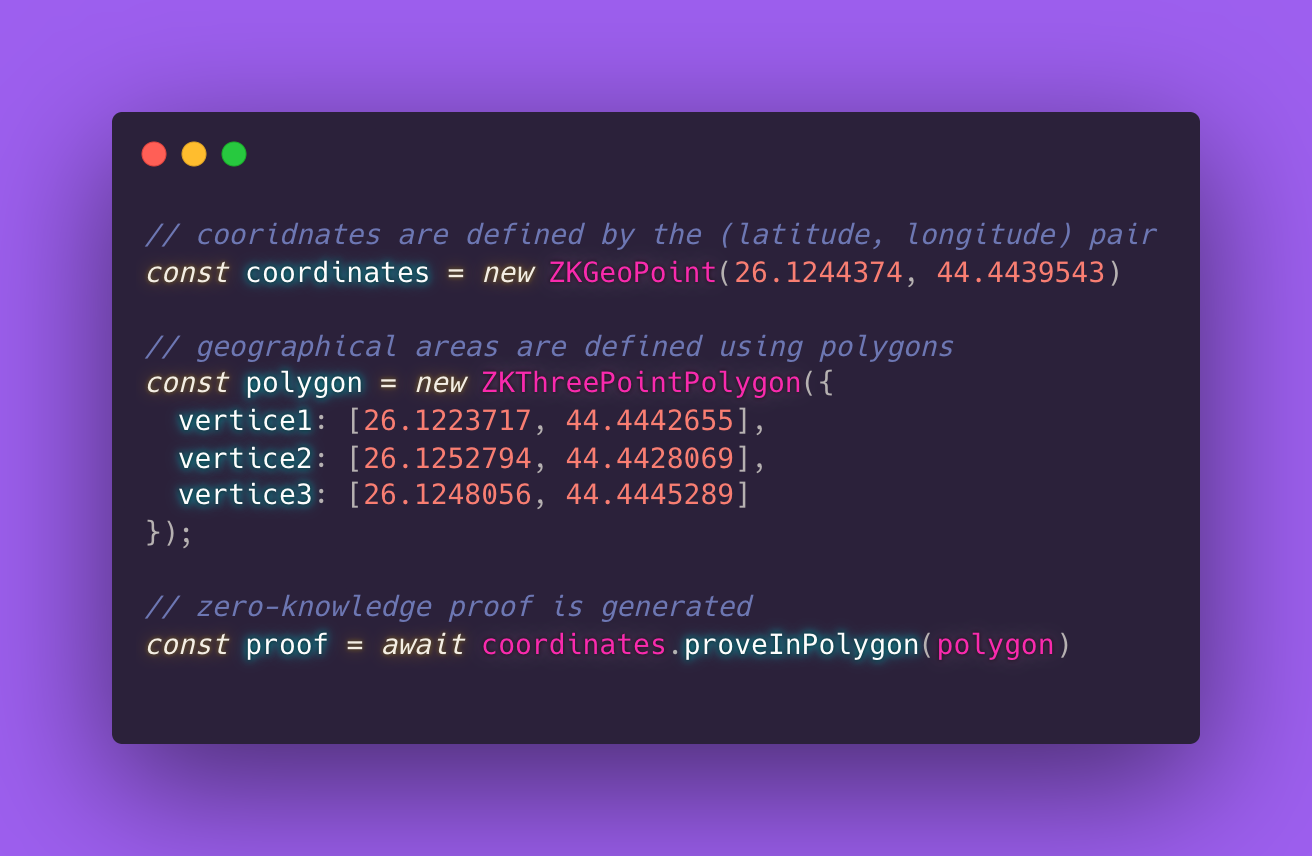 // cooridnates are defined by the (latitude, longitude) pair
const coordinates = new ZKGeoPoint(26.1244374, 44.4439543)
// geographical areas are defined using polygons
const polygon = new ZKThreePointPolygon({
  vertice1: [26.1223717, 44.4442655],
  vertice2: [26.1252794, 44.4428069],
  vertice3: [26.1248056, 44.4445289]
});
// zero-knowledge proof is generated
const proof = await coordinates.proveInPolygon(polygon)